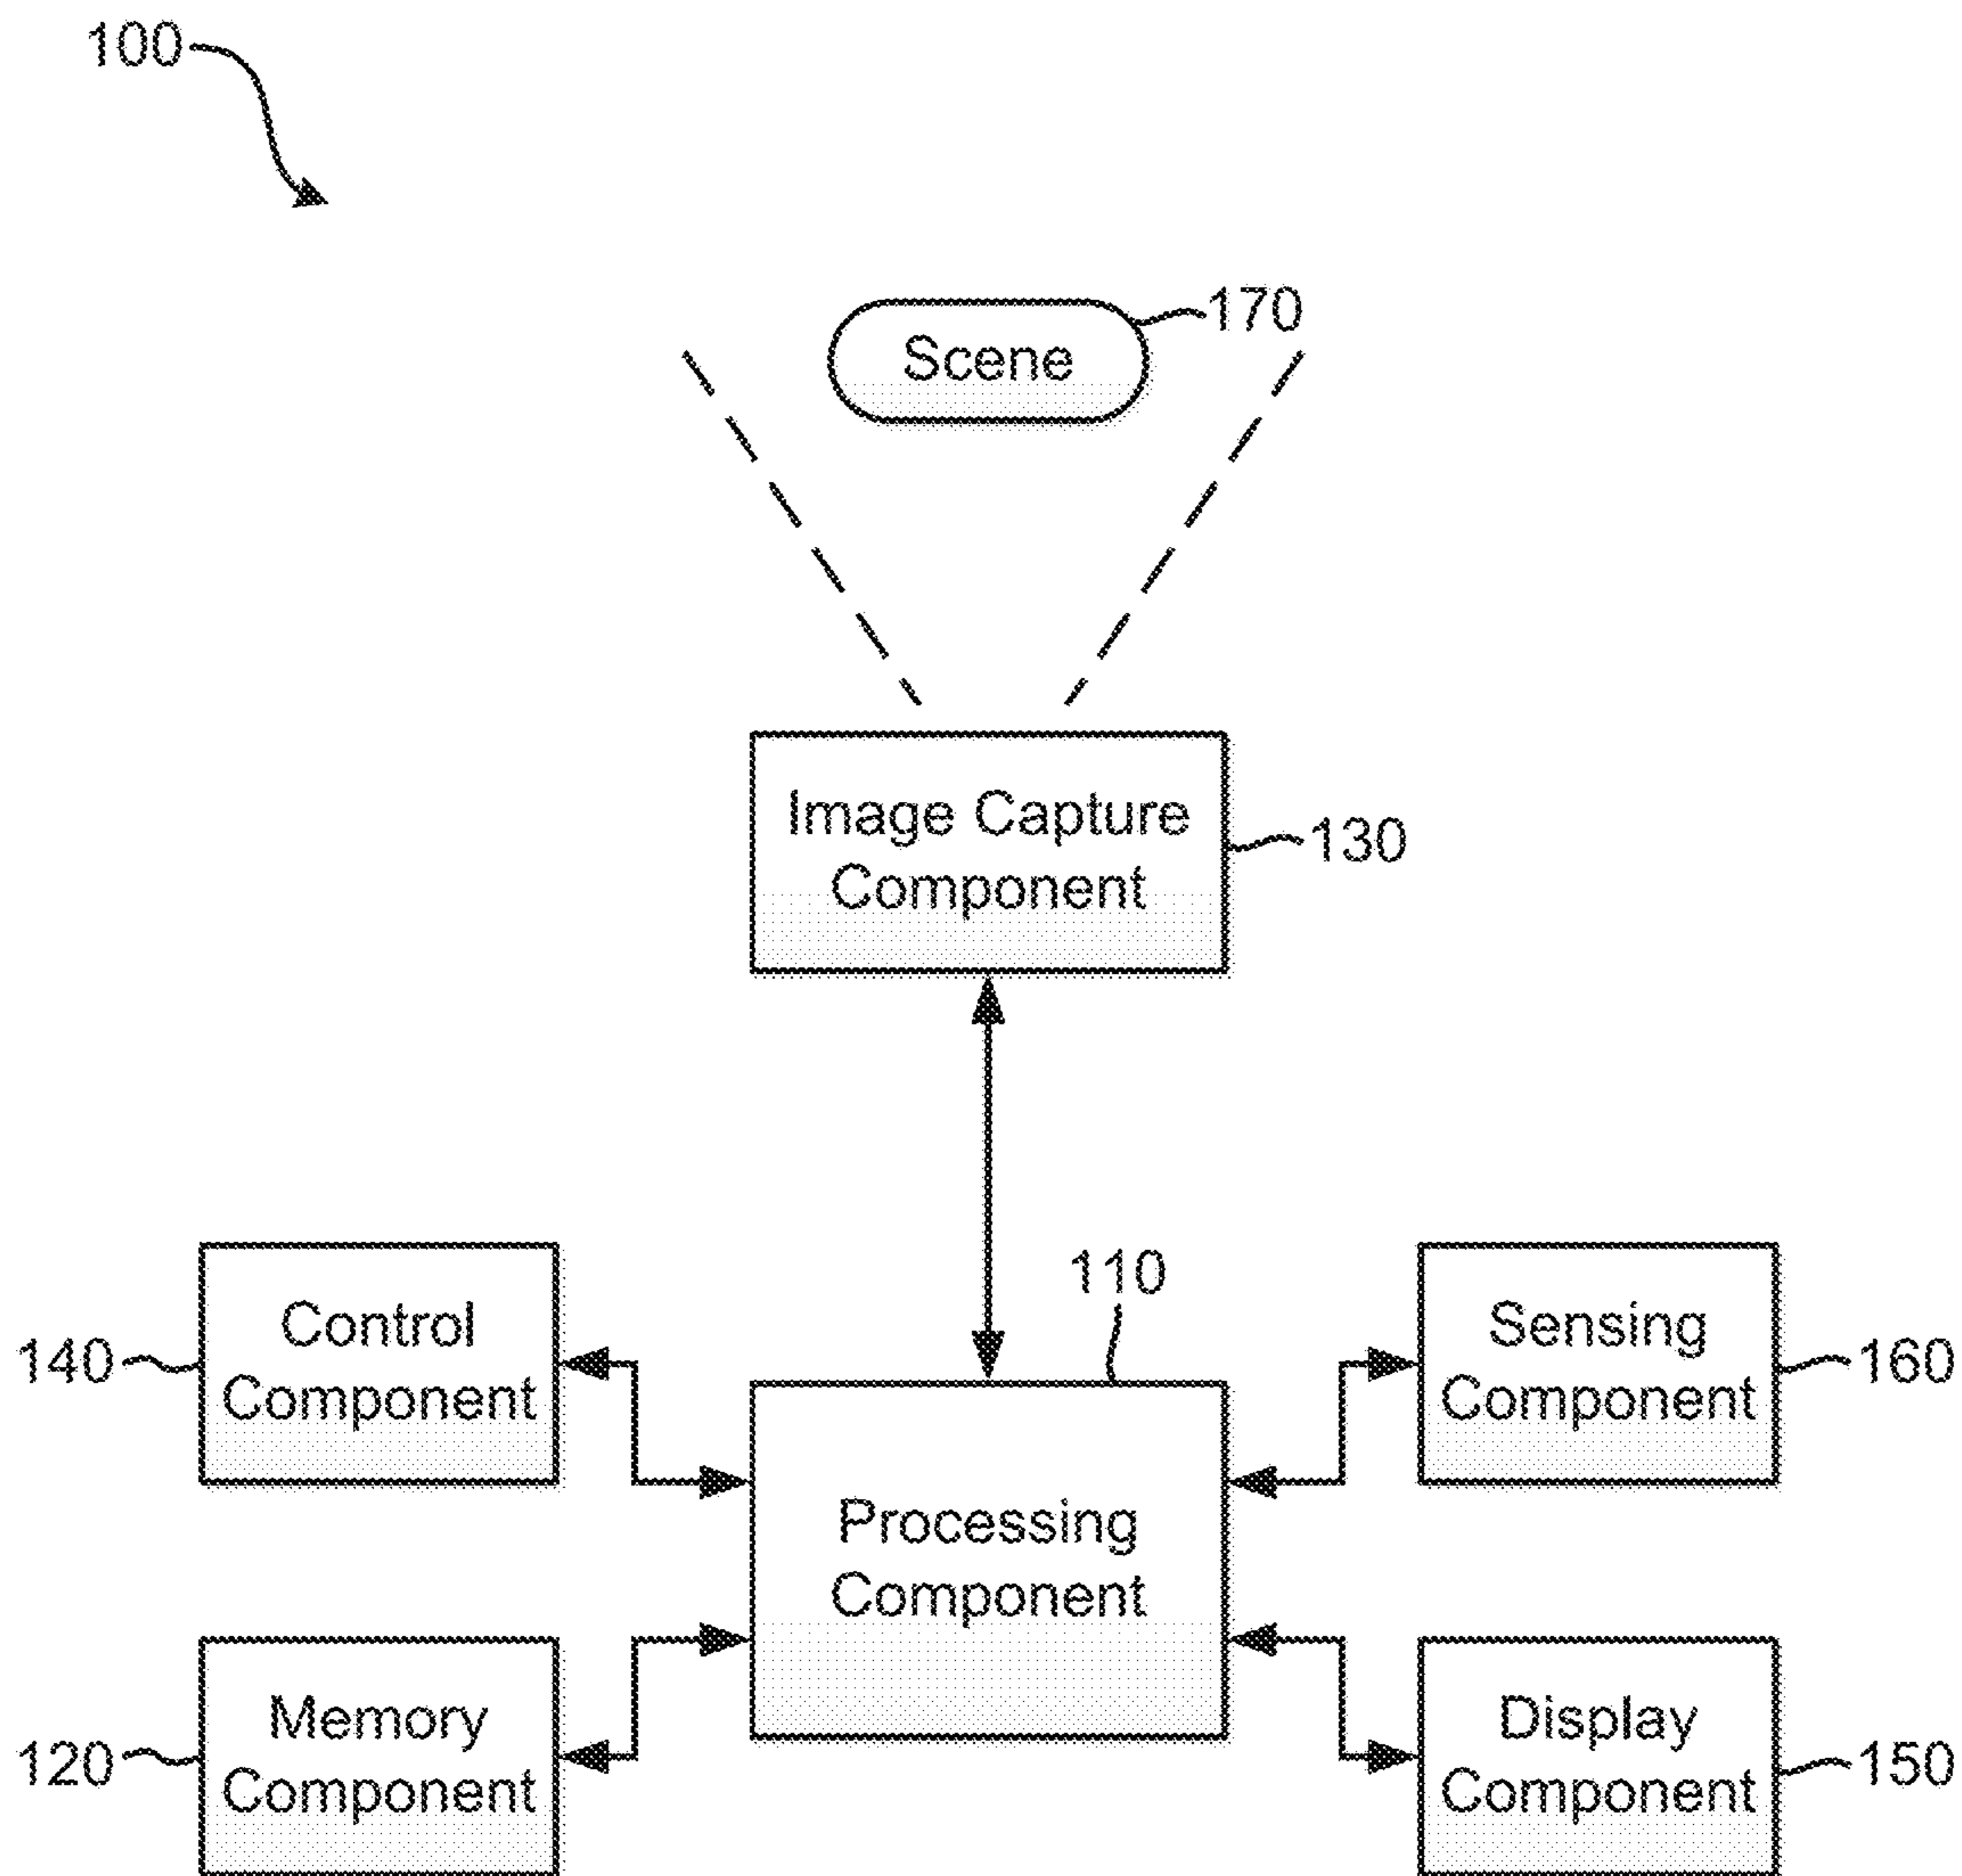 100
170
Scene
Image Capture
Component
130
110
Control
Component
140
Sensing
Component
160
Processing
Component
Memory
Component
120
Display
Component
150